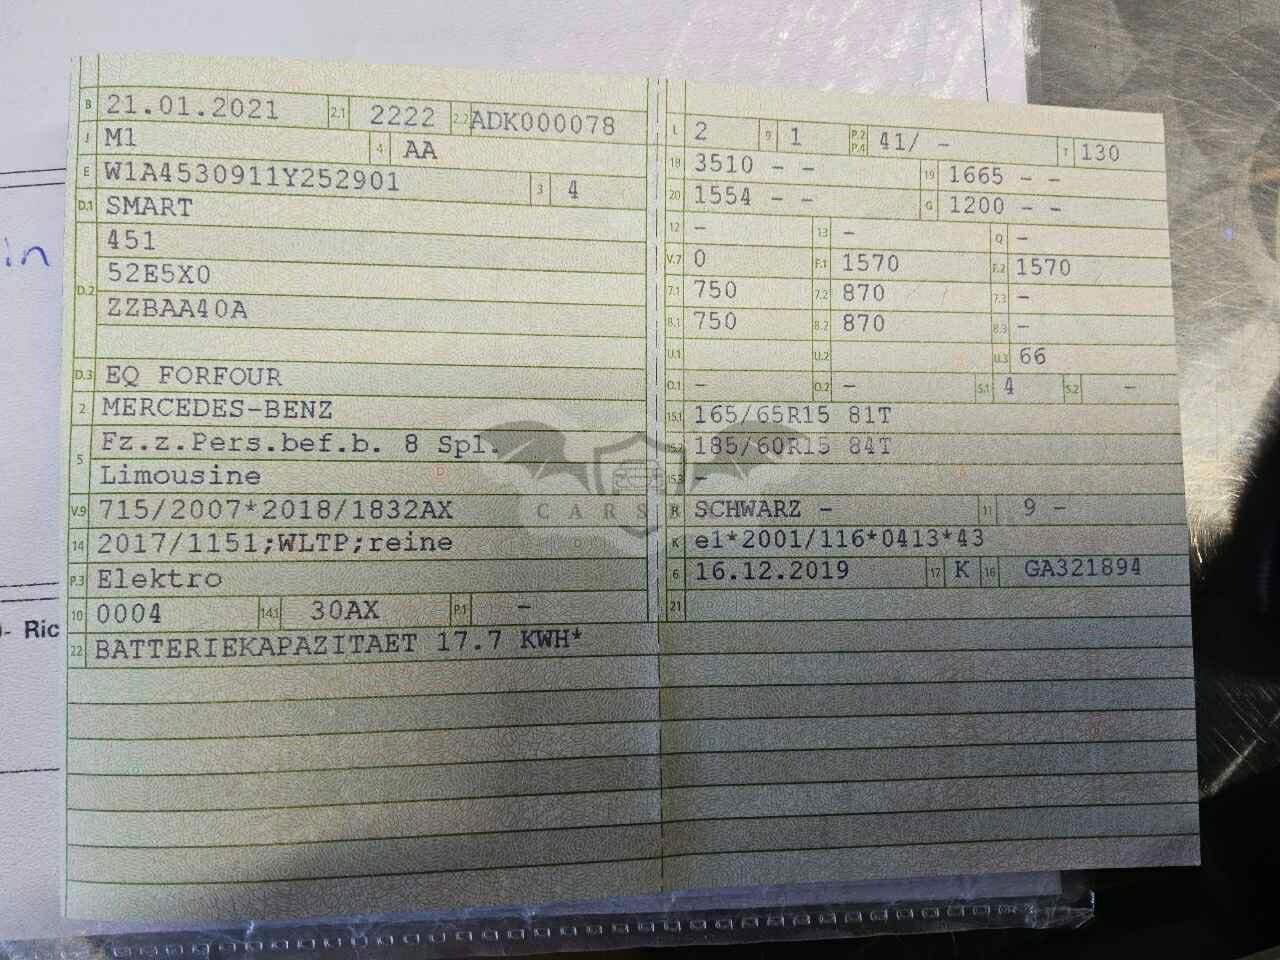 B 21.01.2021 2.1 2222 2.2 ADK000078
J M1 4 AA
E W1A4530911Y252901 3 4
D.1 SMART
451
D.2 52E5X0
ZZBAA40A
D.3 EQ FORFOUR
2 MERCEDES-BENZ
5 Fz.z.Pers.bef.b. 8 Spl.
Limousine
V.9 715/2007*2018/1832AX
14 2017/1151;WLTP;reine
P.3 Elektro
10 0004 14.1 30AX P.1 -
22 BATTERIEKAPAZITAET 17.7 KWH*
L 2 9 1 P.2 P.4 41/ - T 130
18 3510 - - 19 1665 - -
20 1554 - - G 1200 - -
12 - 13 - Q -
V.7 0 F.1 1570 F.2 1570
7.1 750 7.2 870 7.3 -
8.1 750 8.2 870 8.3 -
U.1 U.2 U.3 66
O.1 - O.2 - S.1 4 S.2 -
15.1 165/65R15 81T
15.2 185/60R15 84T
15.3 -
R SCHWARZ - 11 9 -
K e1*2001/116*0413*43
6 16.12.2019 17 K 16 GA321894
21
in
- Ric
CARS